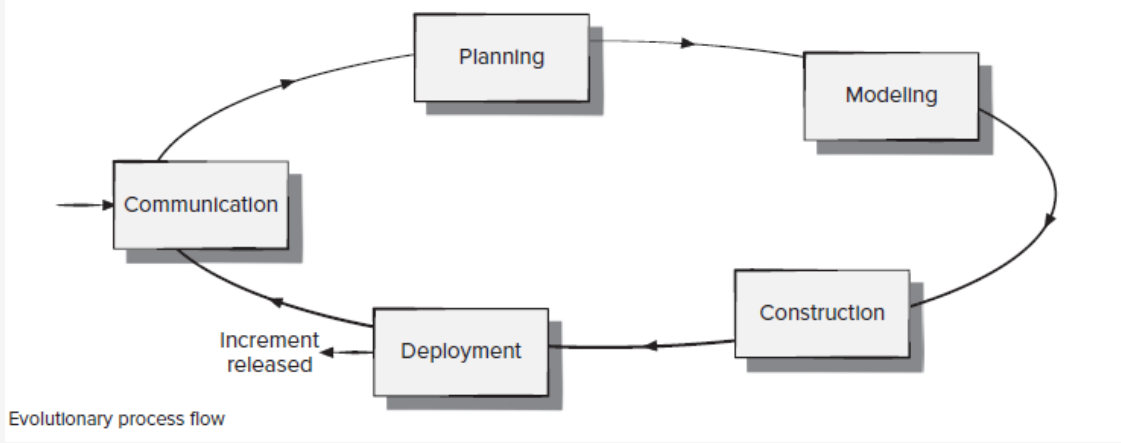 Planning
Modeling
Communication
Construction
Increment
released
Deployment
Evolutionary process flow